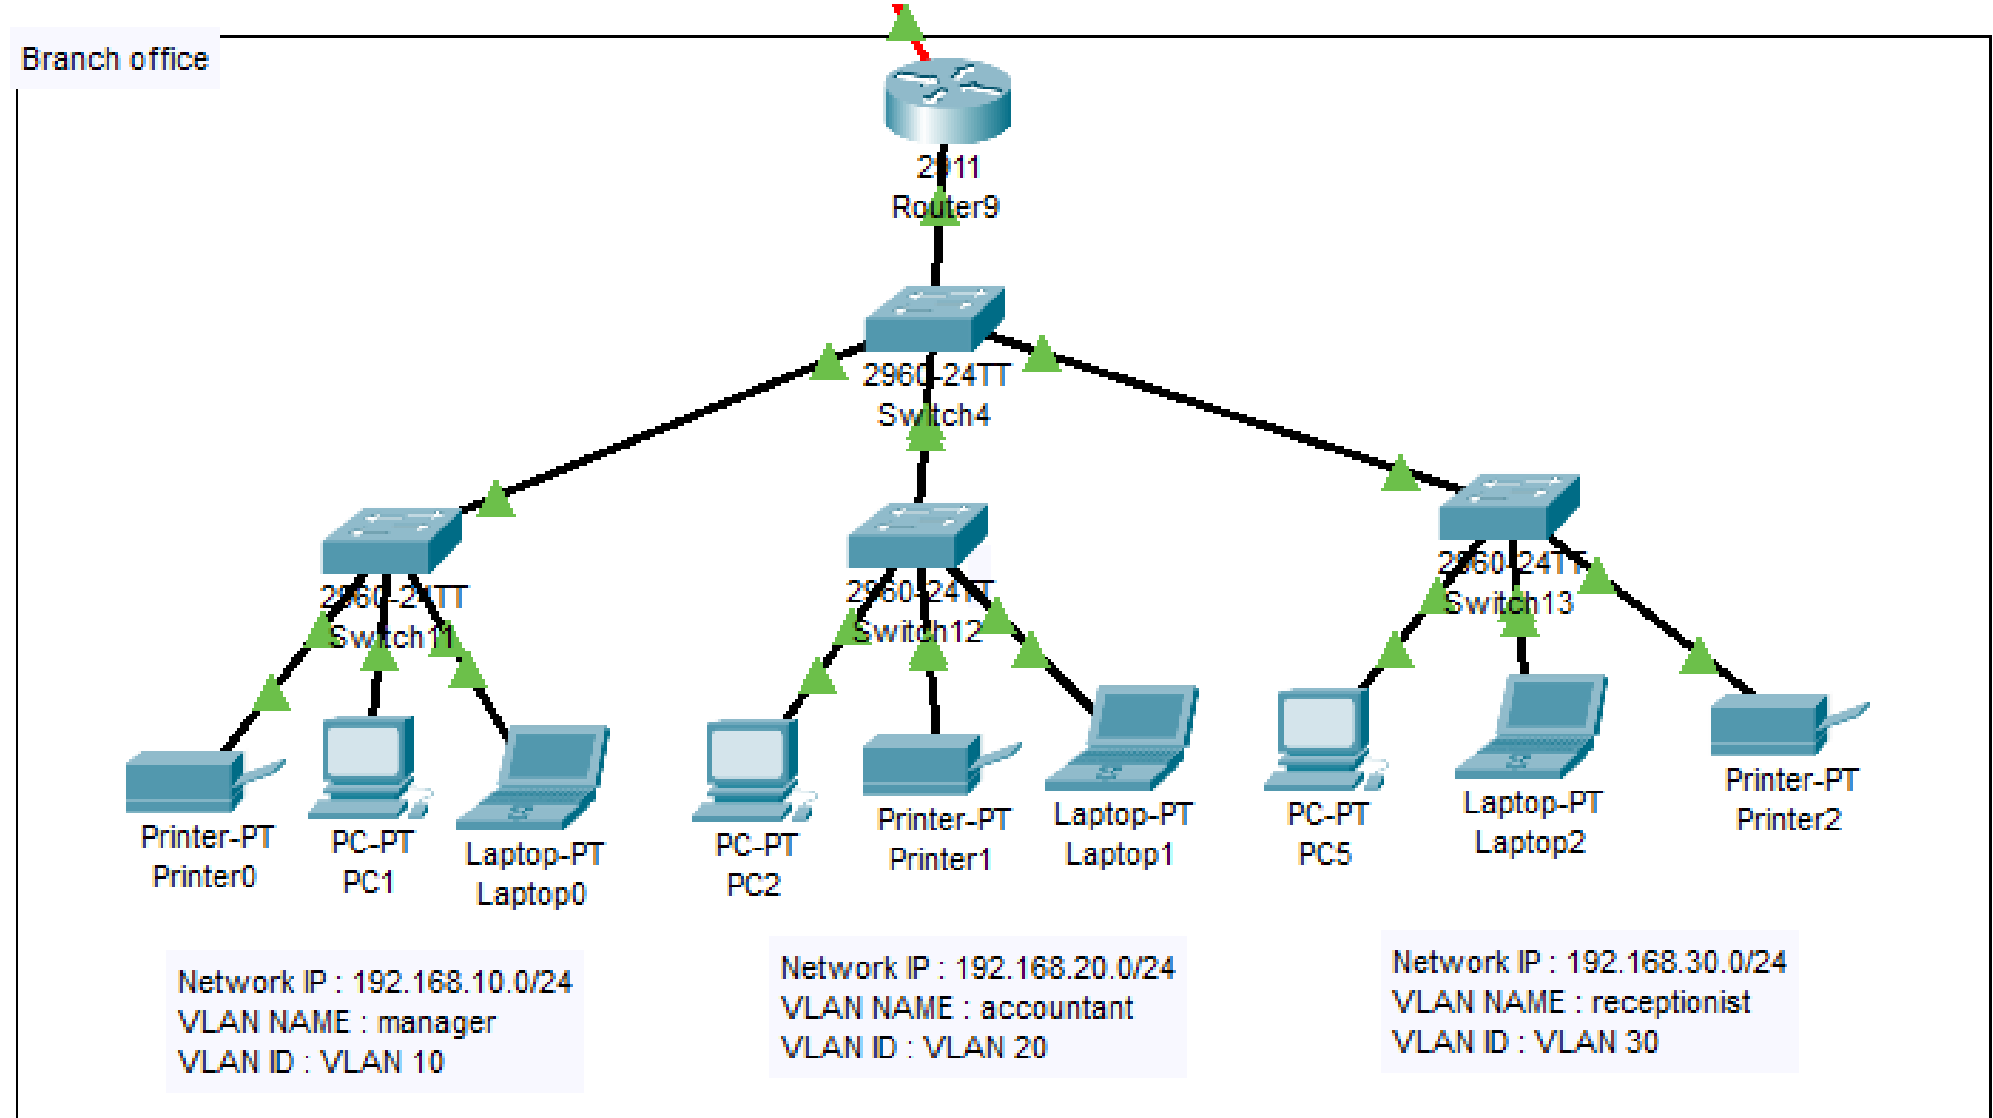 Branch office
2911
Router9
2960-24TT
Switch4
2960-24TT
Switch11
2960-24TT
Switch12
2960-24TT
Switch13
Printer-PT
Printer0
PC-PT
PC1
Laptop-PT
Laptop0
PC-PT
PC2
Printer-PT
Printer1
Laptop-PT
Laptop1
PC-PT
PC5
Laptop-PT
Laptop2
Printer-PT
Printer2
Network IP : 192.168.10.0/24
VLAN NAME : manager
VLAN ID : VLAN 10
Network IP : 192.168.20.0/24
VLAN NAME : accountant
VLAN ID : VLAN 20
Network IP : 192.168.30.0/24
VLAN NAME : receptionist
VLAN ID : VLAN 30